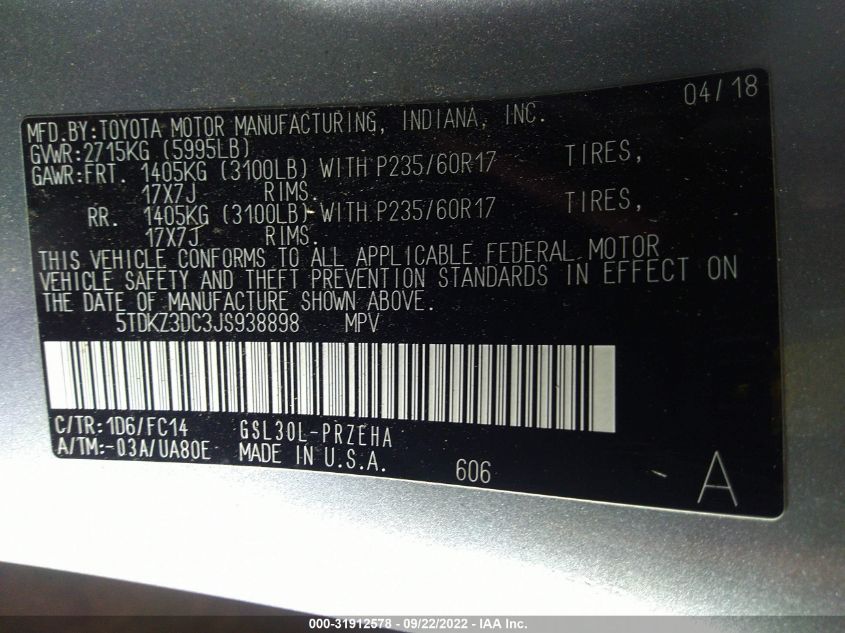 04/18
MFD.BY:TOYOTA MOTOR MANUFACTURING, INDIANA, INC.
GVWR:2715KG (5995LB)
GAWR:FRT. 1405KG (3100LB) WITH P235/60R17 TIRES,
17X7J RIMS.
RR. 1405KG (3100LB) WITH P235/60R17 TIRES,
17X7J RIMS.
THIS VEHICLE CONFORMS TO ALL APPLICABLE FEDERAL MOTOR
VEHICLE SAFETY AND THEFT PREVENTION STANDARDS IN EFFECT ON
THE DATE OF MANUFACTURE SHOWN ABOVE.
5TDKZ3DC3JS938898 MPV
C/TR:1D6/FC14 GSL30L-PRZEHA
A/TM:-03A/UA80E MADE IN U.S.A.
606
A
000-31912578 - 09/22/2022 - IAA Inc.